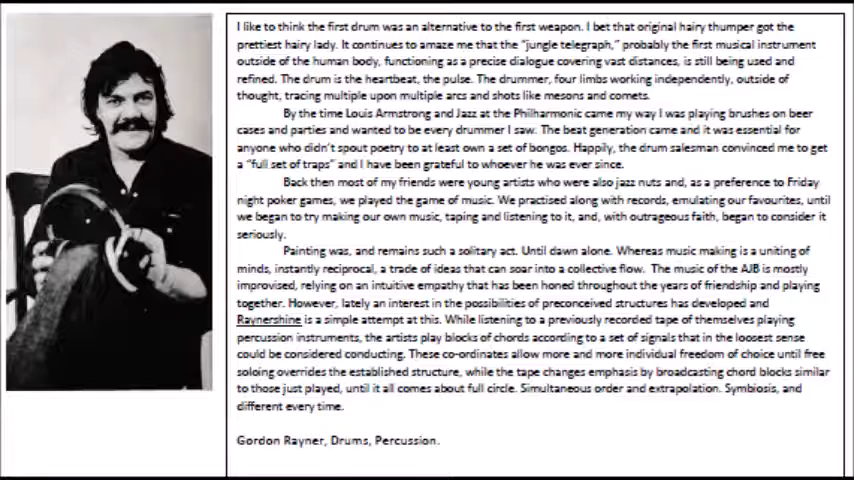 I like to think the first drum was an alternative to the first weapon. I bet that original hairy thumper got the
prettiest hairy lady. It continues to amaze me that the "jungle telegraph," probably the first musical instrument
outside of the human body, functioning as a precise dialogue covering vast distances, is still being used and
refined. The drum is the heartbeat, the pulse. The drummer, four limbs working independently, outside of
thought, tracing multiple upon multiple arcs and shots like mesons and comets.
By the time Louis Armstrong and Jazz at the Philharmonic came my way I was playing brushes on beer
cases and parties and wanted to be every drummer I saw. The beat generation came and it was essential for
anyone who didn't spout poetry to at least own a set of bongos. Happily, the drum salesman convinced me to get
a "full set of traps" and I have been grateful to whoever he was ever since.
Back then most of my friends were young artists who were also jazz nuts and, as a preference to Friday
night poker games, we played the game of music. We practised along with records, emulating our favourites, until
we began to try making our own music, taping and listening to it, and, with outrageous faith, began to consider it
seriously.
Painting was, and remains such a solitary act. Until dawn alone. Whereas music making is a uniting of
minds, instantly reciprocal, a trade of ideas that can soar into a collective flow. The music of the AJB is mostly
improvised, relying on an intuitive empathy that has been honed throughout the years of friendship and playing
together. However, lately an interest in the possibilities of preconceived structures has developed and
Raynershine is a simple attempt at this. While listening to a previously recorded tape of themselves playing
percussion instruments, the artists play blocks of chords according to a set of signals that in the loosest sense
could be considered conducting. These co-ordinates allow more and more individual freedom of choice until free
soloing overrides the established structure, while the tape changes emphasis by broadcasting chord blocks similar
to those just played, until it all comes about full circle. Simultaneous order and extrapolation. Symbiosis, and
different every time.
Gordon Rayner, Drums, Percussion.